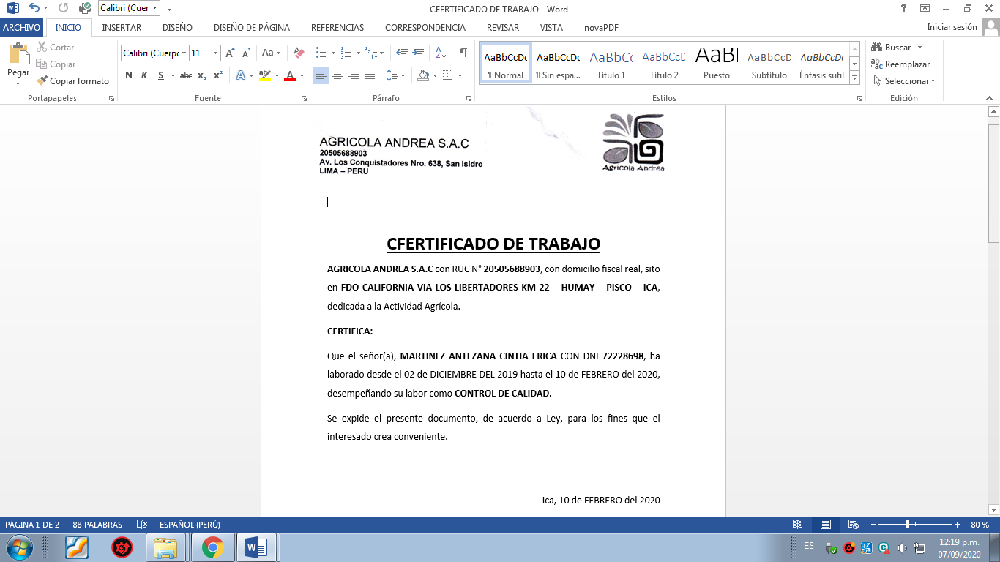 Calibri (Cuer
CFERTIFICADO DE TRABAJO - Word
ARCHIVO INICIO INSERTAR DISEÑO DISEÑO DE PÁGINA REFERENCIAS CORRESPONDENCIA REVISAR VISTA novaPDF Iniciar sesión
Pegar
Cortar
Copiar
Copiar formato
Portapapeles
Calibri (Cuerpo 11
Aa
N K S abc x₂ x² A A
Fuente
Párrafo
AaBbCcDc AaBbCcDc AaBbCc AaBbCcD AaBl AaBbCcD AaBbCcDc
¶ Normal ¶ Sin espa... Título 1 Título 2 Puesto Subtítulo Énfasis sutil
Estilos
Buscar
Reemplazar
Seleccionar
Edición
AGRICOLA ANDREA S.A.C
20505688903
Av. Los Conquistadores Nro. 638, San Isidro
LIMA – PERU
Agrícola Andrea
CFERTIFICADO DE TRABAJO
AGRICOLA ANDREA S.A.C con RUC N° 20505688903, con domicilio fiscal real, sito
en FDO CALIFORNIA VIA LOS LIBERTADORES KM 22 – HUMAY – PISCO – ICA,
dedicada a la Actividad Agrícola.
CERTIFICA:
Que el señor(a), MARTINEZ ANTEZANA CINTIA ERICA CON DNI 72228698, ha
laborado desde el 02 de DICIEMBRE DEL 2019 hasta el 10 de FEBRERO del 2020,
desempeñando su labor como CONTROL DE CALIDAD.
Se expide el presente documento, de acuerdo a Ley, para los fines que el
interesado crea conveniente.
Ica, 10 de FEBRERO del 2020
PÁGINA 1 DE 2 88 PALABRAS ESPAÑOL (PERÚ) 80 %
ES 12:19 p.m.
07/09/2020